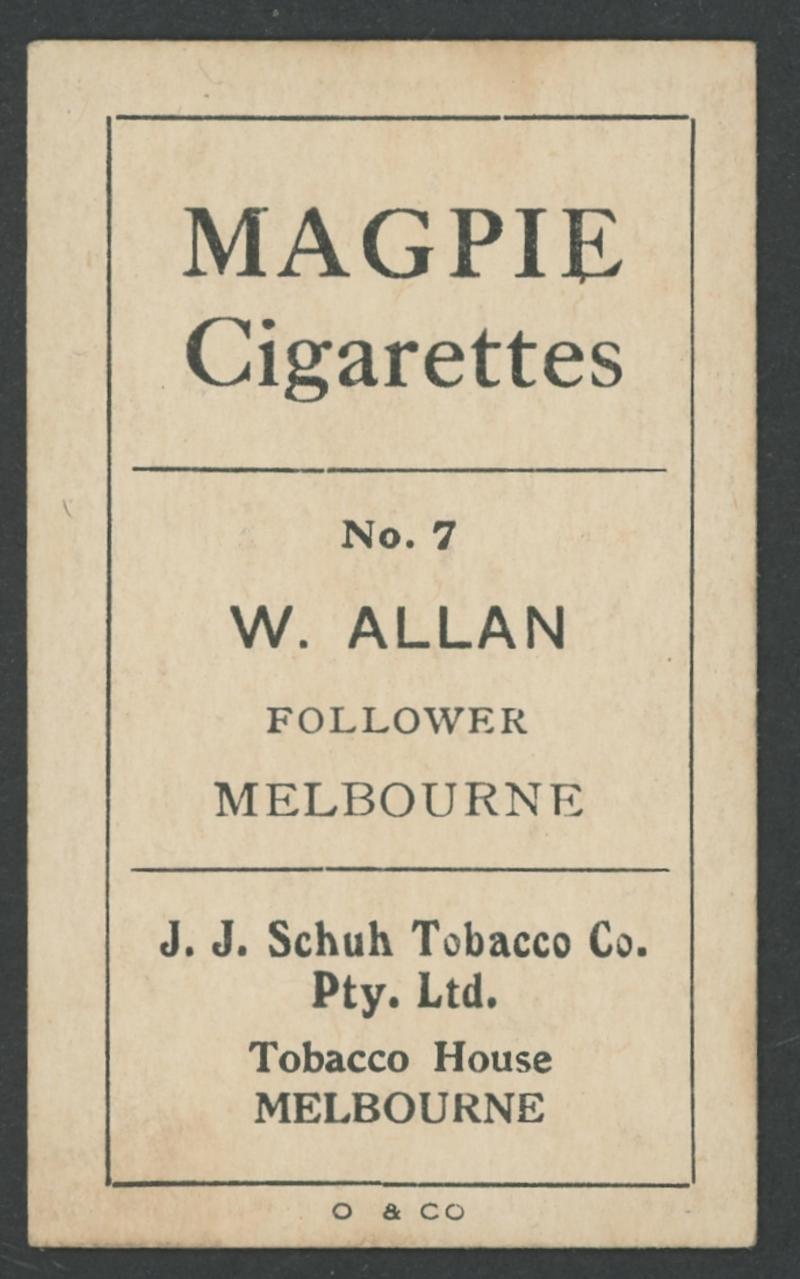 MAGPIE
Cigarettes
No. 7
W. ALLAN
FOLLOWER
MELBOURNE
J. J. Schuh Tobacco Co.
Pty. Ltd.
Tobacco House
MELBOURNE
O & CO